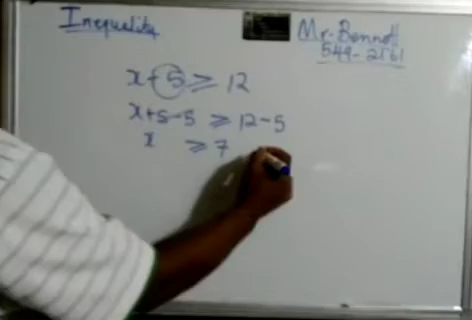 Inequality
Mr. Bennett
549-2561
x+5 ≥ 12
x+5-5 ≥ 12-5
x ≥ 7